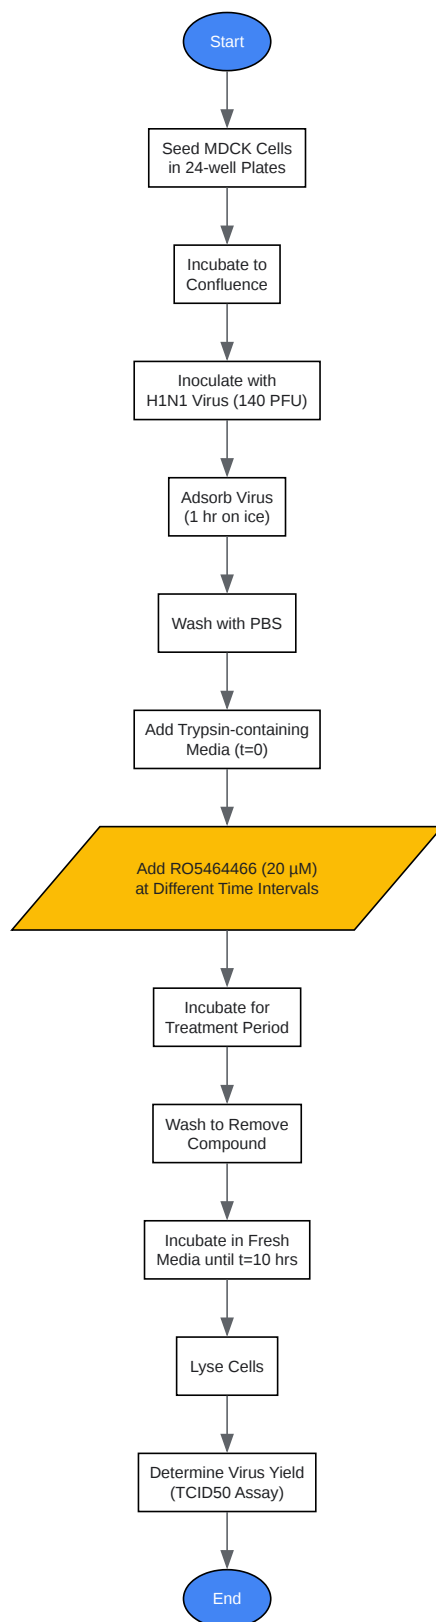 Start
Seed MDCK Cells
in 24-well Plates
Incubate to
Confluence
Inoculate with
H1N1 Virus (140 PFU)
Adsorb Virus
(1 hr on ice)
Wash with PBS
Add Trypsin-containing
Media (t=0)
Add RO5464466 (20 µM)
at Different Time Intervals
Incubate for
Treatment Period
Wash to Remove
Compound
Incubate in Fresh
Media until t=10 hrs
Lyse Cells
Determine Virus Yield
(TCID50 Assay)
End